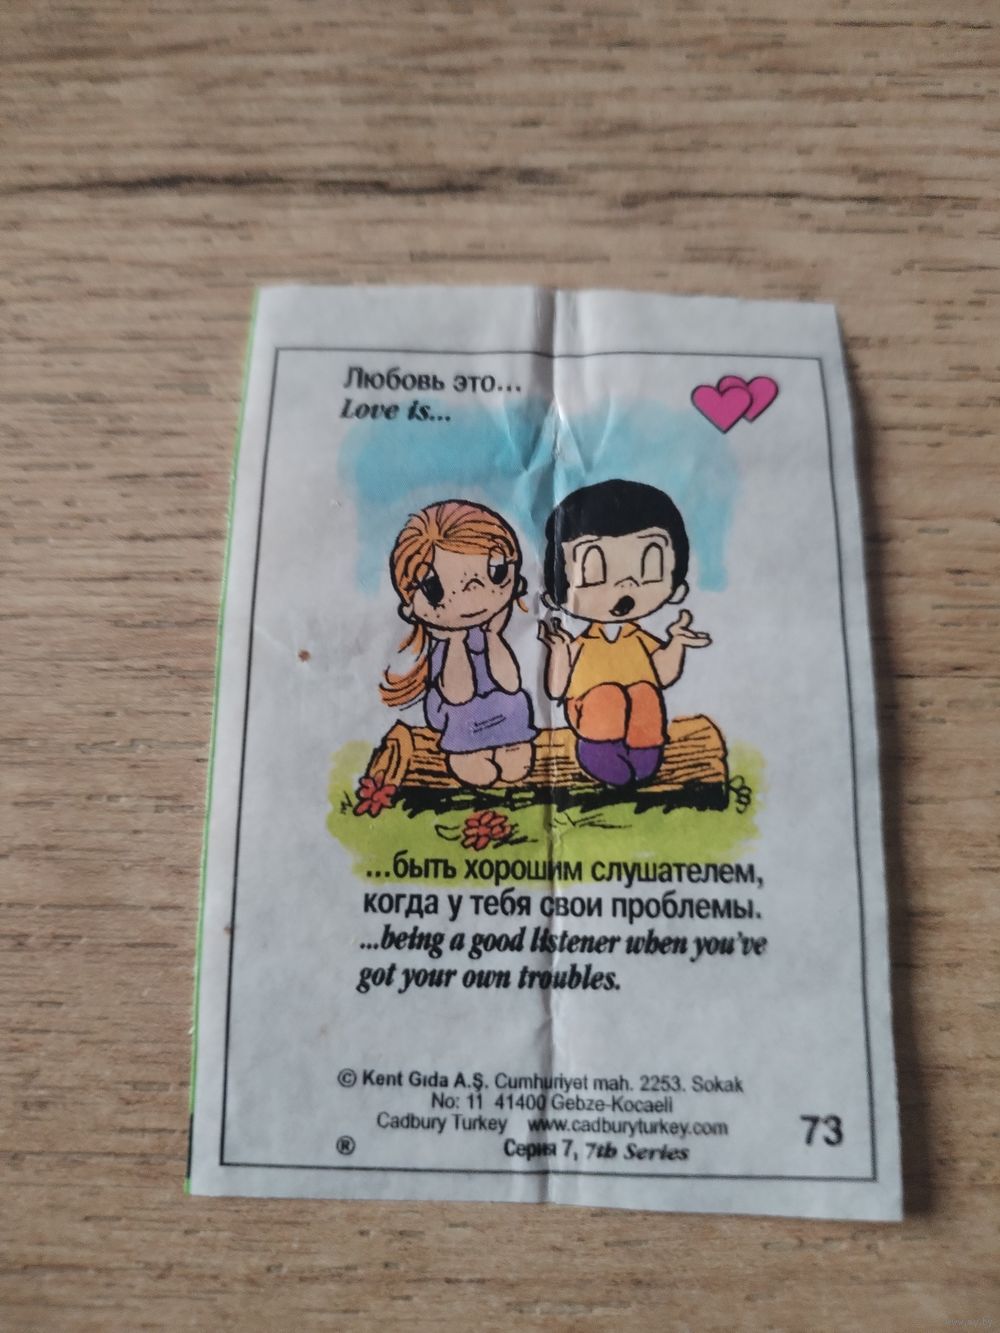 Любовь это...
Love is...
...быть хорошим слушателем,
когда у тебя свои проблемы.
...being a good listener when you've
got your own troubles.
© Kent Gıda A.Ş. Cumhuriyet mah. 2253. Sokak
No: 11 41400 Gebze-Kocaeli
Cadbury Turkey www.cadburyturkey.com
® Серия 7, 7th Series
73